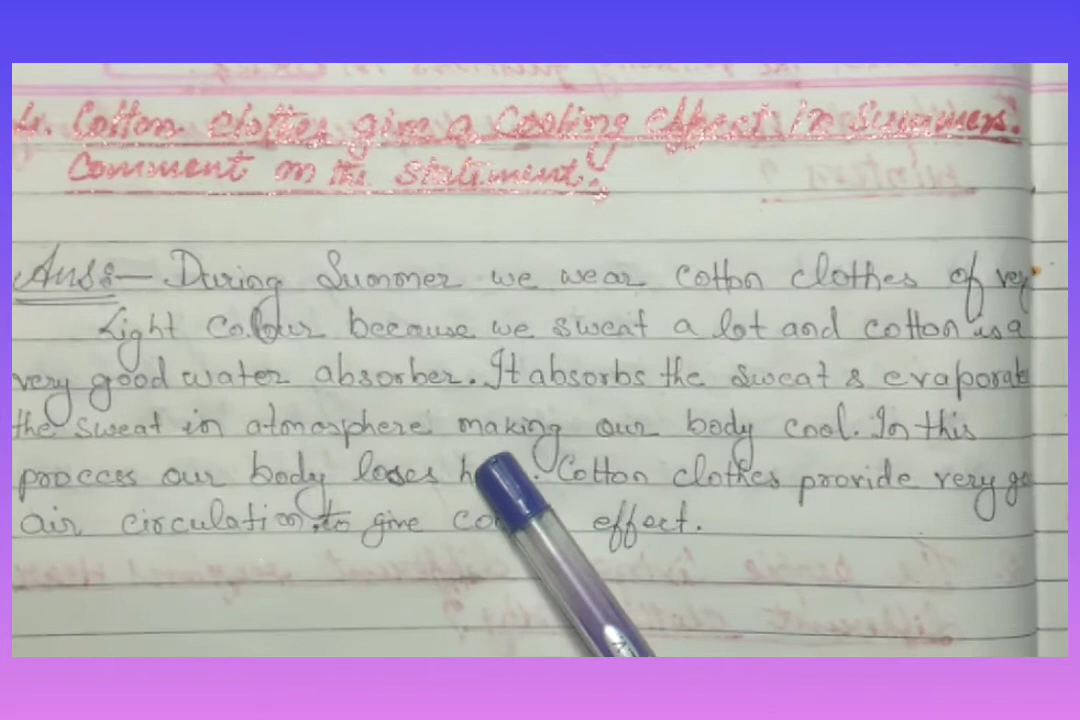 4. Cotton clothes give a Cooling effect in Summers.
Comment on the statement.
Ans:- During Summer we wear cotton clothes of very
Light Colour because we sweat a lot and cotton is a
very good water absorber. It absorbs the sweat & evaporate
the sweat in atmosphere making our body cool. In this
process our body loses . Cotton clothes provide very
air circulation to give effect.